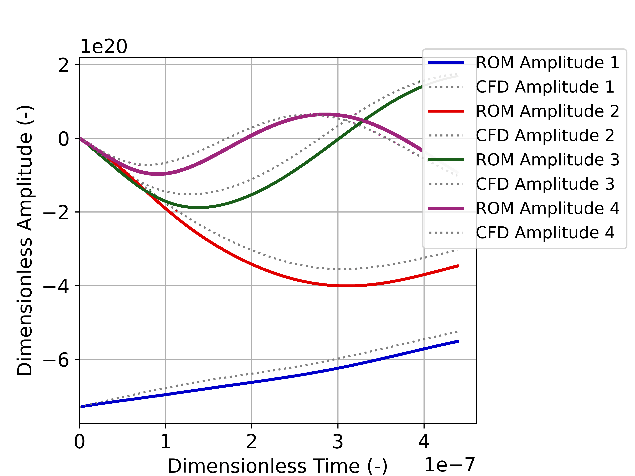 1e20
2
0
−2
−4
−6
Dimensionless Amplitude (-)
0
1
2
3
4
Dimensionless Time (-)
1e−7
ROM Amplitude 1
CFD Amplitude 1
ROM Amplitude 2
CFD Amplitude 2
ROM Amplitude 3
CFD Amplitude 3
ROM Amplitude 4
CFD Amplitude 4